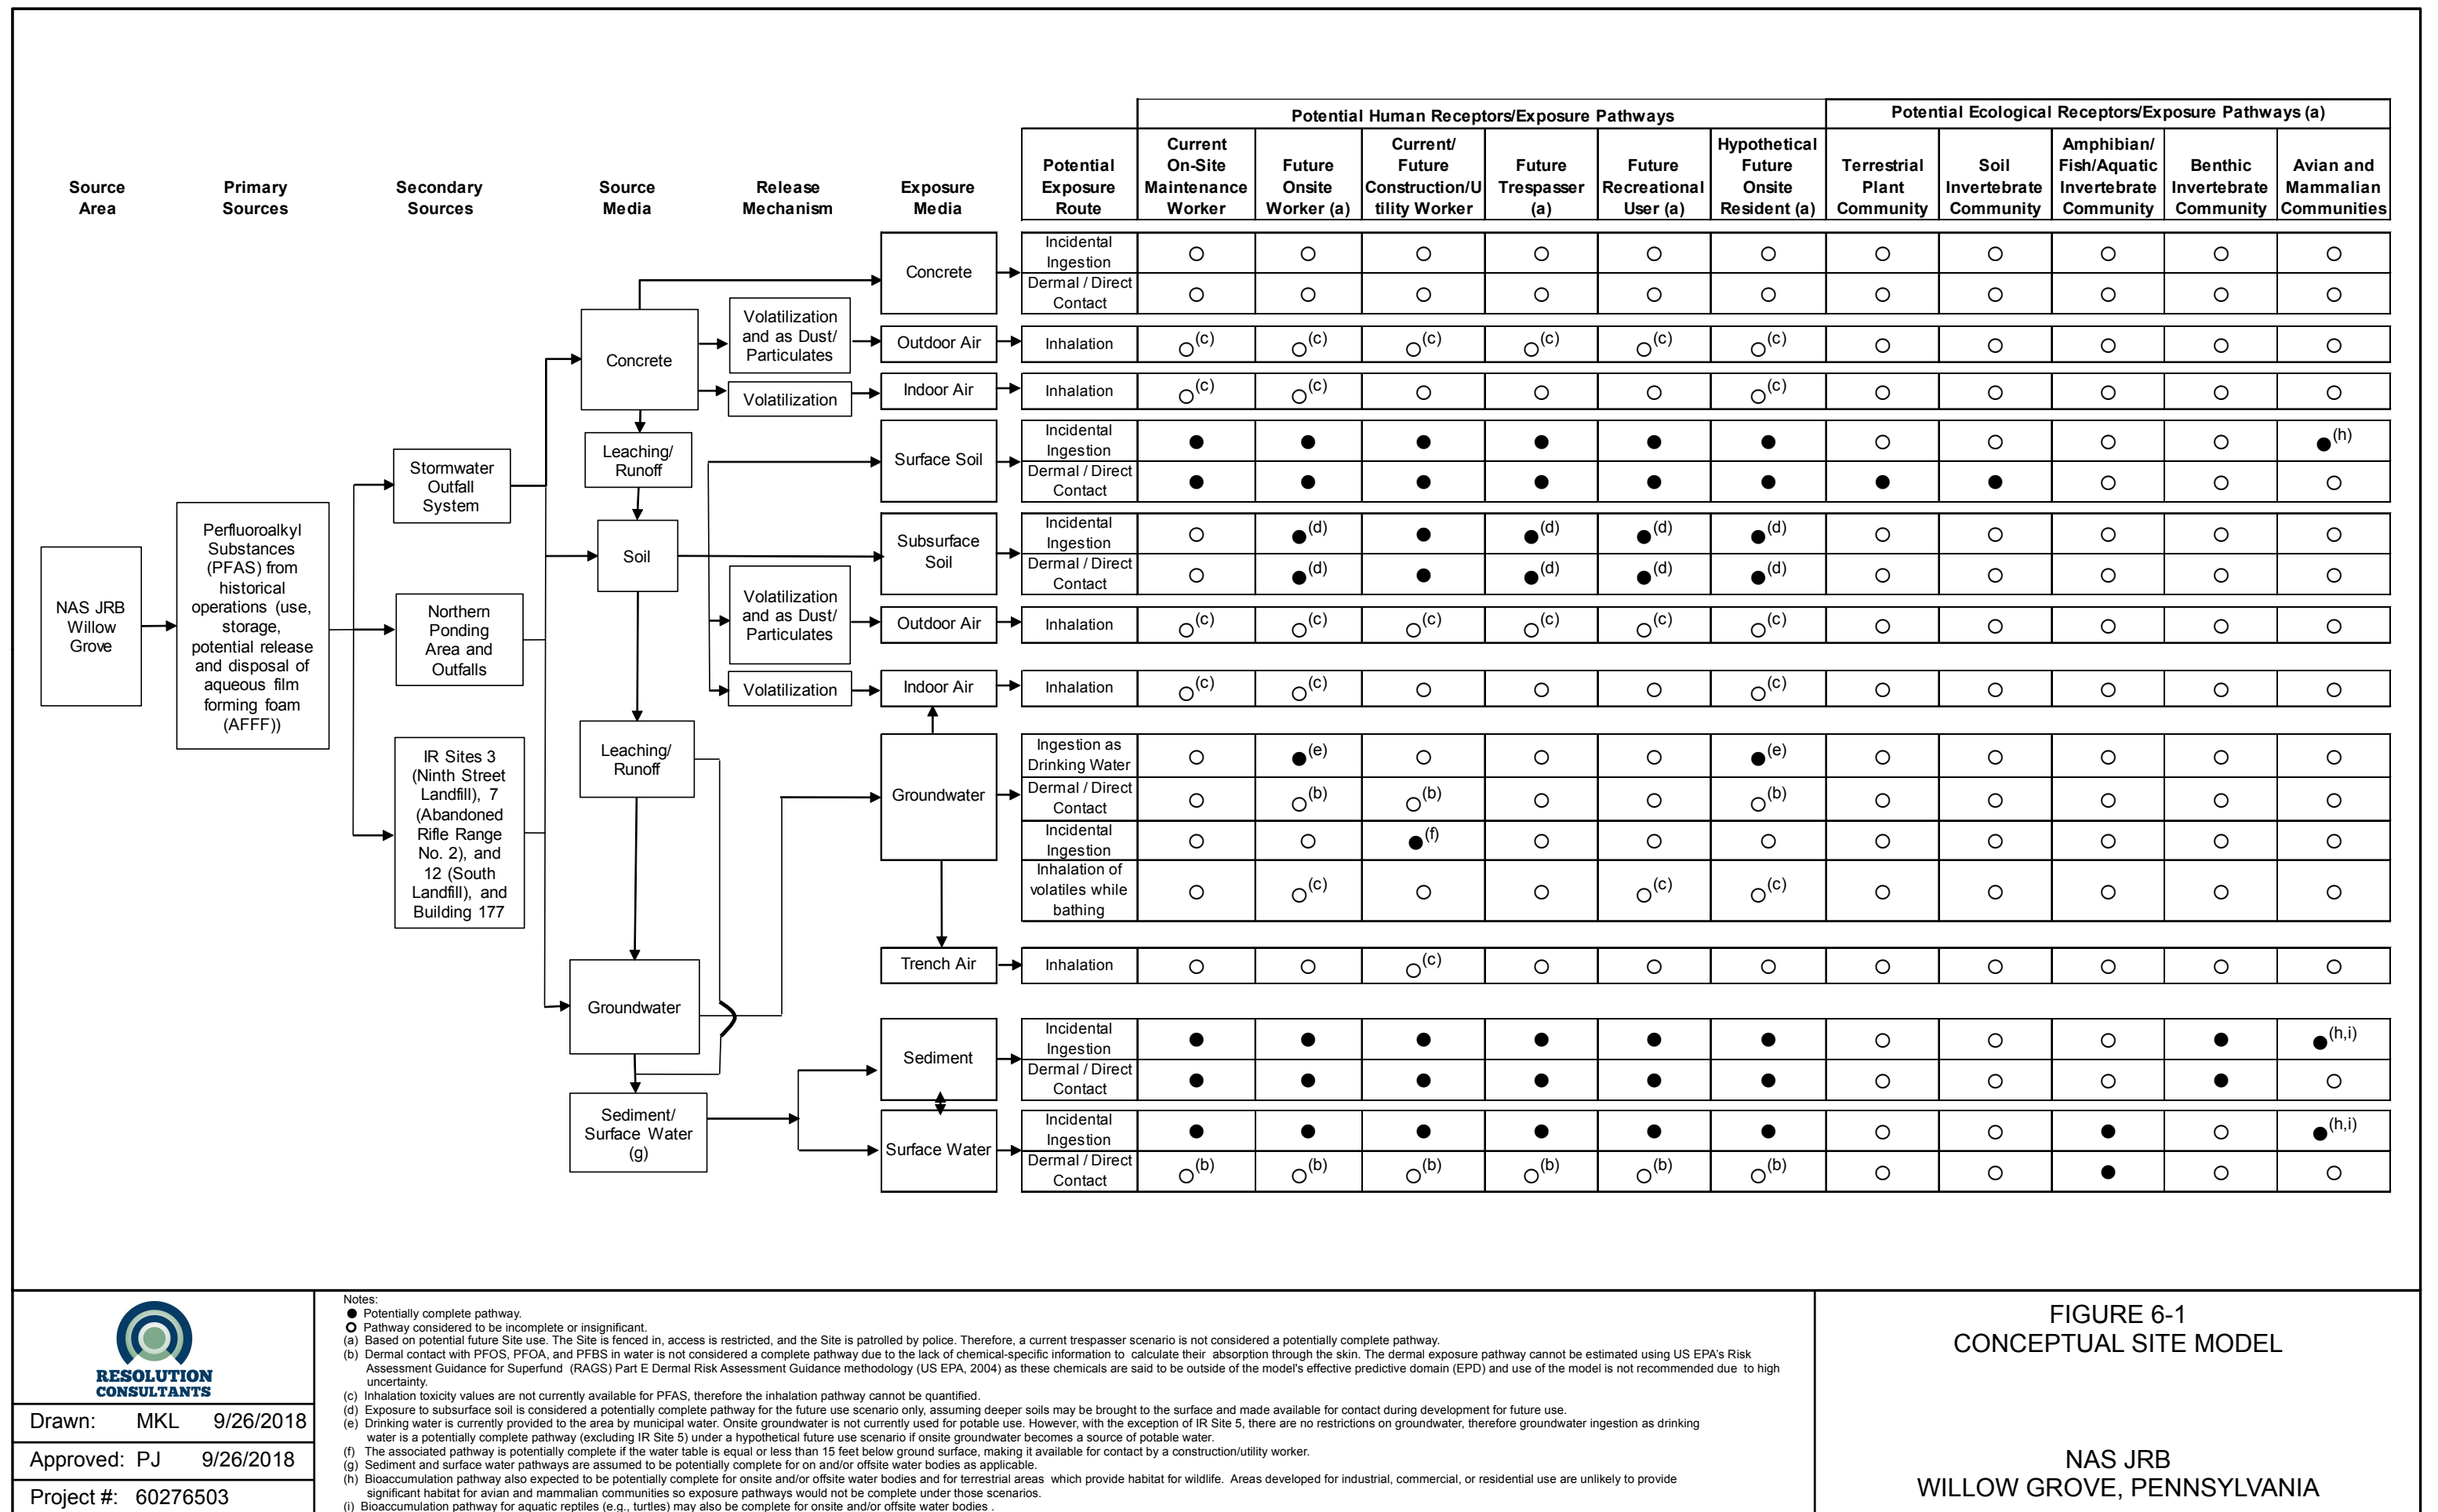 Potential Human Receptors/Exposure Pathways
Potential Ecological Receptors/Exposure Pathways (a)
Source
Area
Primary
Sources
Secondary
Sources
Source
Media
Release
Mechanism
Exposure
Media
Potential
Exposure
Route
Current
On-Site
Maintenance
Worker
Future
Onsite
Worker (a)
Current/
Future
Construction/U
tility Worker
Future
Trespasser
(a)
Future
Recreational
User (a)
Hypothetical
Future
Onsite
Resident (a)
Terrestrial
Plant
Community
Soil
Invertebrate
Community
Amphibian/
Fish/Aquatic
Invertebrate
Community
Benthic
Invertebrate
Community
Avian and
Mammalian
Communities
NAS JRB
Willow
Grove
Perfluoroalkyl
Substances
(PFAS) from
historical
operations (use,
storage,
potential release
and disposal of
aqueous film
forming foam
(AFFF))
Stormwater
Outfall
System
Northern
Ponding
Area and
Outfalls
IR Sites 3
(Ninth Street
Landfill), 7
(Abandoned
Rifle Range
No. 2), and
12 (South
Landfill), and
Building 177
Concrete
Leaching/
Runoff
Soil
Leaching/
Runoff
Groundwater
Sediment/
Surface Water
(g)
Volatilization
and as Dust/
Particulates
Volatilization
Volatilization
and as Dust/
Particulates
Volatilization
Concrete
Incidental
Ingestion
○ ○ ○ ○ ○ ○ ○ ○ ○ ○ ○
Dermal / Direct
Contact
○ ○ ○ ○ ○ ○ ○ ○ ○ ○ ○
Outdoor Air
Inhalation
○(c) ○(c) ○(c) ○(c) ○(c) ○(c) ○ ○ ○ ○ ○
Indoor Air
Inhalation
○(c) ○(c) ○ ○ ○ ○(c) ○ ○ ○ ○ ○
Surface Soil
Incidental
Ingestion
● ● ● ● ● ● ○ ○ ○ ○ ●(h)
Dermal / Direct
Contact
● ● ● ● ● ● ● ● ○ ○ ○
Subsurface
Soil
Incidental
Ingestion
○ ●(d) ● ●(d) ●(d) ●(d) ○ ○ ○ ○ ○
Dermal / Direct
Contact
○ ●(d) ● ●(d) ●(d) ●(d) ○ ○ ○ ○ ○
Outdoor Air
Inhalation
○(c) ○(c) ○(c) ○(c) ○(c) ○(c) ○ ○ ○ ○ ○
Indoor Air
Inhalation
○(c) ○(c) ○ ○ ○ ○(c) ○ ○ ○ ○ ○
Groundwater
Ingestion as
Drinking Water
○ ●(e) ○ ○ ○ ●(e) ○ ○ ○ ○ ○
Dermal / Direct
Contact
○ ○(b) ○(b) ○ ○ ○(b) ○ ○ ○ ○ ○
Incidental
Ingestion
○ ○ ●(f) ○ ○ ○ ○ ○ ○ ○ ○
Inhalation of
volatiles while
bathing
○ ○(c) ○ ○ ○(c) ○(c) ○ ○ ○ ○ ○
Trench Air
Inhalation
○ ○ ○(c) ○ ○ ○ ○ ○ ○ ○ ○
Sediment
Incidental
Ingestion
● ● ● ● ● ● ○ ○ ○ ● ●(h,i)
Dermal / Direct
Contact
● ● ● ● ● ● ○ ○ ○ ● ○
Surface Water
Incidental
Ingestion
● ● ● ● ● ● ○ ○ ● ○ ●(h,i)
Dermal / Direct
Contact
○(b) ○(b) ○(b) ○(b) ○(b) ○(b) ○ ○ ● ○ ○
RESOLUTION
CONSULTANTS
Drawn: MKL 9/26/2018
Approved: PJ 9/26/2018
Project #: 60276503
Notes:
● Potentially complete pathway.
○ Pathway considered to be incomplete or insignificant.
(a) Based on potential future Site use. The Site is fenced in, access is restricted, and the Site is patrolled by police. Therefore, a current trespasser scenario is not considered a potentially complete pathway.
(b) Dermal contact with PFOS, PFOA, and PFBS in water is not considered a complete pathway due to the lack of chemical-specific information to calculate their absorption through the skin. The dermal exposure pathway cannot be estimated using US EPA's Risk
Assessment Guidance for Superfund (RAGS) Part E Dermal Risk Assessment Guidance methodology (US EPA, 2004) as these chemicals are said to be outside of the model's effective predictive domain (EPD) and use of the model is not recommended due to high
uncertainty.
(c) Inhalation toxicity values are not currently available for PFAS, therefore the inhalation pathway cannot be quantified.
(d) Exposure to subsurface soil is considered a potentially complete pathway for the future use scenario only, assuming deeper soils may be brought to the surface and made available for contact during development for future use.
(e) Drinking water is currently provided to the area by municipal water. Onsite groundwater is not currently used for potable use. However, with the exception of IR Site 5, there are no restrictions on groundwater, therefore groundwater ingestion as drinking
water is a potentially complete pathway (excluding IR Site 5) under a hypothetical future use scenario if onsite groundwater becomes a source of potable water.
(f) The associated pathway is potentially complete if the water table is equal or less than 15 feet below ground surface, making it available for contact by a construction/utility worker.
(g) Sediment and surface water pathways are assumed to be potentially complete for on and/or offsite water bodies as applicable.
(h) Bioaccumulation pathway also expected to be potentially complete for onsite and/or offsite water bodies and for terrestrial areas which provide habitat for wildlife. Areas developed for industrial, commercial, or residential use are unlikely to provide
significant habitat for avian and mammalian communities so exposure pathways would not be complete under those scenarios.
(i) Bioaccumulation pathway for aquatic reptiles (e.g., turtles) may also be complete for onsite and/or offsite water bodies .
FIGURE 6-1
CONCEPTUAL SITE MODEL
NAS JRB
WILLOW GROVE, PENNSYLVANIA